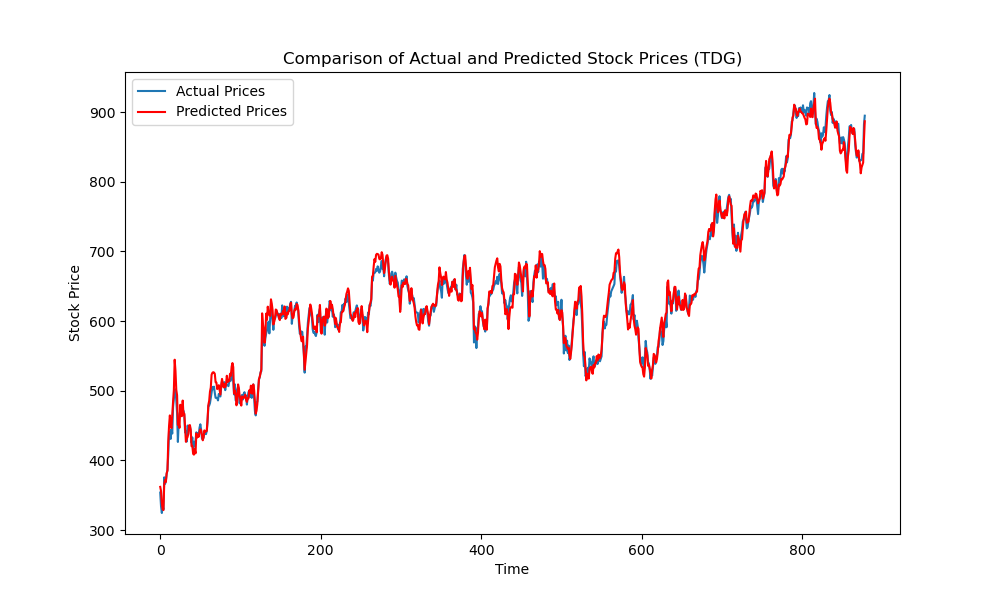 Comparison of Actual and Predicted Stock Prices (TDG)
Actual Prices
Predicted Prices
900
800
700
600
500
400
300
Stock Price
0 200 400 600 800
Time